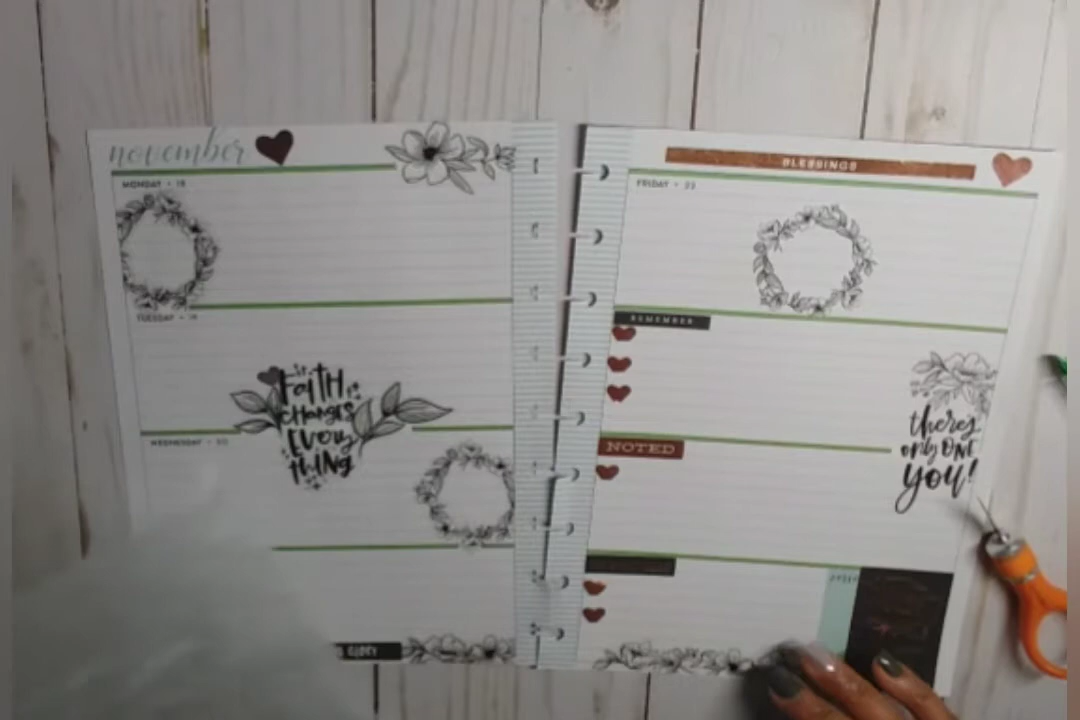 november
MONDAY • 18
TUESDAY • 19
FAITH
CHANGES
EVERY
THING
WEDNESDAY • 20
GLORY
BLESSINGS
FRIDAY • 22
REMEMBER
there's
only ONE
you!
NOTED